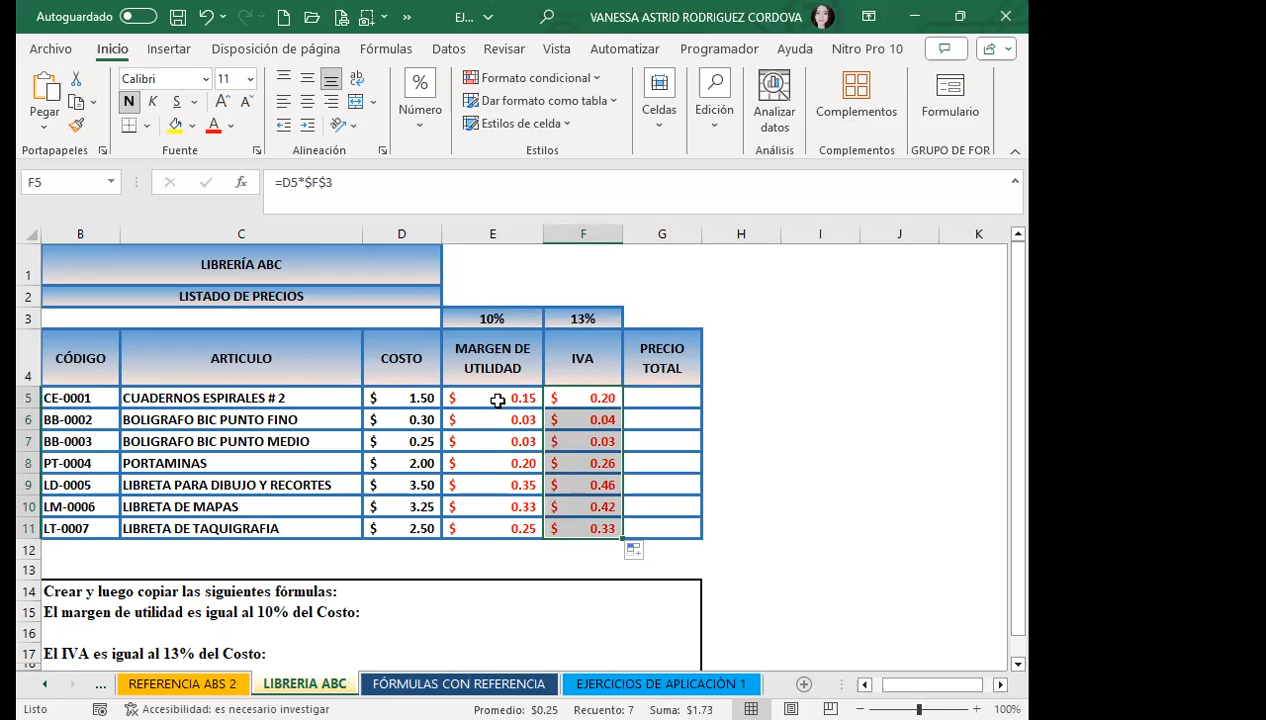 Autoguardado
EJ...
VANESSA ASTRID RODRIGUEZ CORDOVA
Archivo Inicio Insertar Disposición de página Fórmulas Datos Revisar Vista Automatizar Programador Ayuda Nitro Pro 10
Pegar
Portapapeles
Calibri 11
N K S
Fuente
Alineación
%
Número
Formato condicional
Dar formato como tabla
Estilos de celda
Estilos
Celdas
Edición
Analizar
datos
Análisis
Complementos
Complementos
Formulario
GRUPO DE FOR
F5 fx =D5*$F$3
B C D E F G H I J K
1 LIBRERÍA ABC
2 LISTADO DE PRECIOS
3 10% 13%
4 CÓDIGO ARTICULO COSTO MARGEN DE UTILIDAD IVA PRECIO TOTAL
5 CE-0001 CUADERNOS ESPIRALES # 2 $ 1.50 $ 0.15 $ 0.20
6 BB-0002 BOLIGRAFO BIC PUNTO FINO $ 0.30 $ 0.03 $ 0.04
7 BB-0003 BOLIGRAFO BIC PUNTO MEDIO $ 0.25 $ 0.03 $ 0.03
8 PT-0004 PORTAMINAS $ 2.00 $ 0.20 $ 0.26
9 LD-0005 LIBRETA PARA DIBUJO Y RECORTES $ 3.50 $ 0.35 $ 0.46
10 LM-0006 LIBRETA DE MAPAS $ 3.25 $ 0.33 $ 0.42
11 LT-0007 LIBRETA DE TAQUIGRAFIA $ 2.50 $ 0.25 $ 0.33
12
13
14 Crear y luego copiar las siguientes fórmulas:
15 El margen de utilidad es igual al 10% del Costo:
16
17 El IVA es igual al 13% del Costo:
18
... REFERENCIA ABS 2 LIBRERIA ABC FÓRMULAS CON REFERENCIA EJERCICIOS DE APLICACIÒN 1
Listo Accesibilidad: es necesario investigar Promedio: $0.25 Recuento: 7 Suma: $1.73 100%